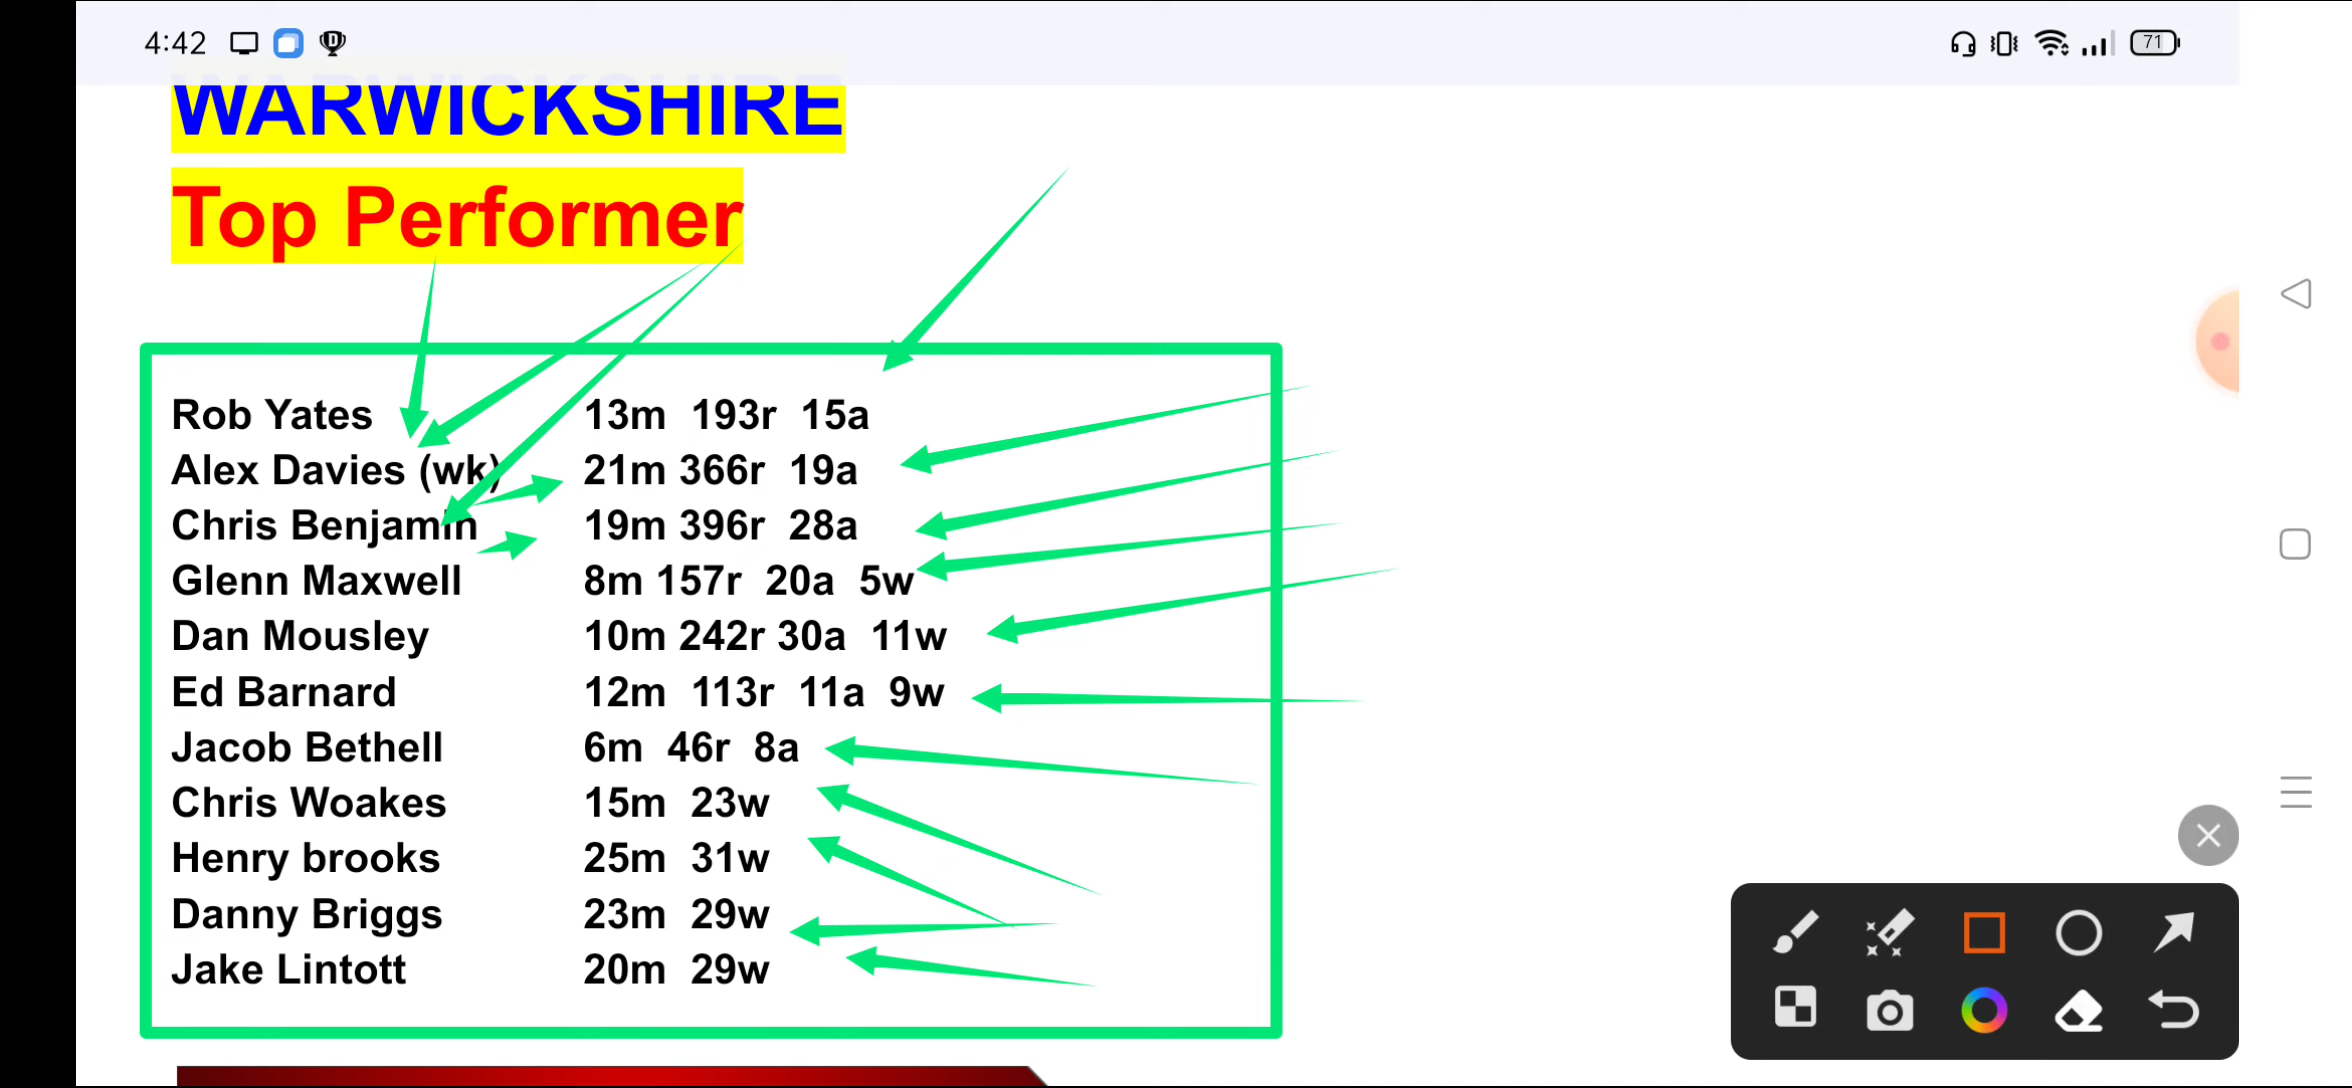 4:42
71
WARWICKSHIRE
Top Performer
Rob Yates 13m 193r 15a
Alex Davies (wk) 21m 366r 19a
Chris Benjamin 19m 396r 28a
Glenn Maxwell 8m 157r 20a 5w
Dan Mousley 10m 242r 30a 11w
Ed Barnard 12m 113r 11a 9w
Jacob Bethell 6m 46r 8a
Chris Woakes 15m 23w
Henry brooks 25m 31w
Danny Briggs 23m 29w
Jake Lintott 20m 29w